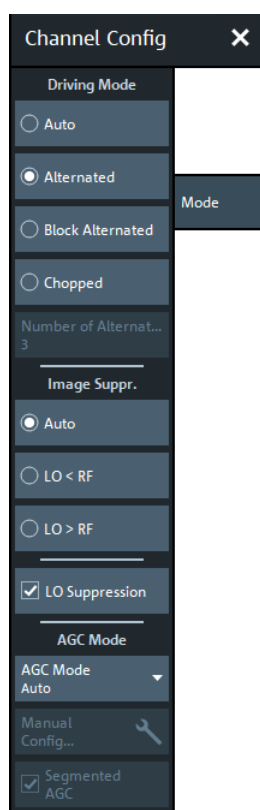 Channel Config
Driving Mode
Auto
Alternated
Block Alternated
Chopped
Number of Alternat...
3
Image Suppr.
Auto
LO < RF
LO > RF
LO Suppression
AGC Mode
AGC Mode
Auto
Manual
Config...
Segmented
AGC
Mode